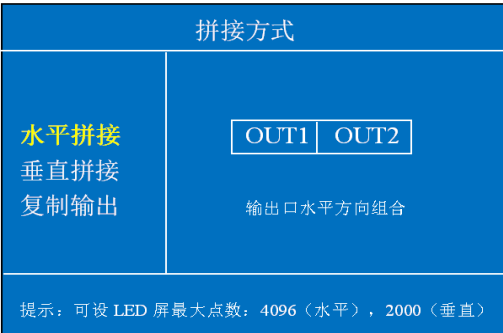 拼接方式
水平拼接
垂直拼接
复制输出
OUT1 OUT2
输出口水平方向组合
提示：可设 LED 屏最大点数：4096（水平），2000（垂直）